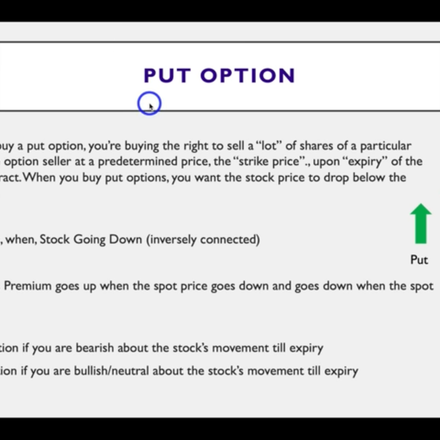 PUT OPTION
buy a put option, you're buying the right to sell a "lot" of shares of a particular
option seller at a predetermined price, the "strike price"., upon "expiry" of the
ract. When you buy put options, you want the stock price to drop below the
, when, Stock Going Down (inversely connected)
Put
Premium goes up when the spot price goes down and goes down when the spot
tion if you are bearish about the stock's movement till expiry
ion if you are bullish/neutral about the stock's movement till expiry